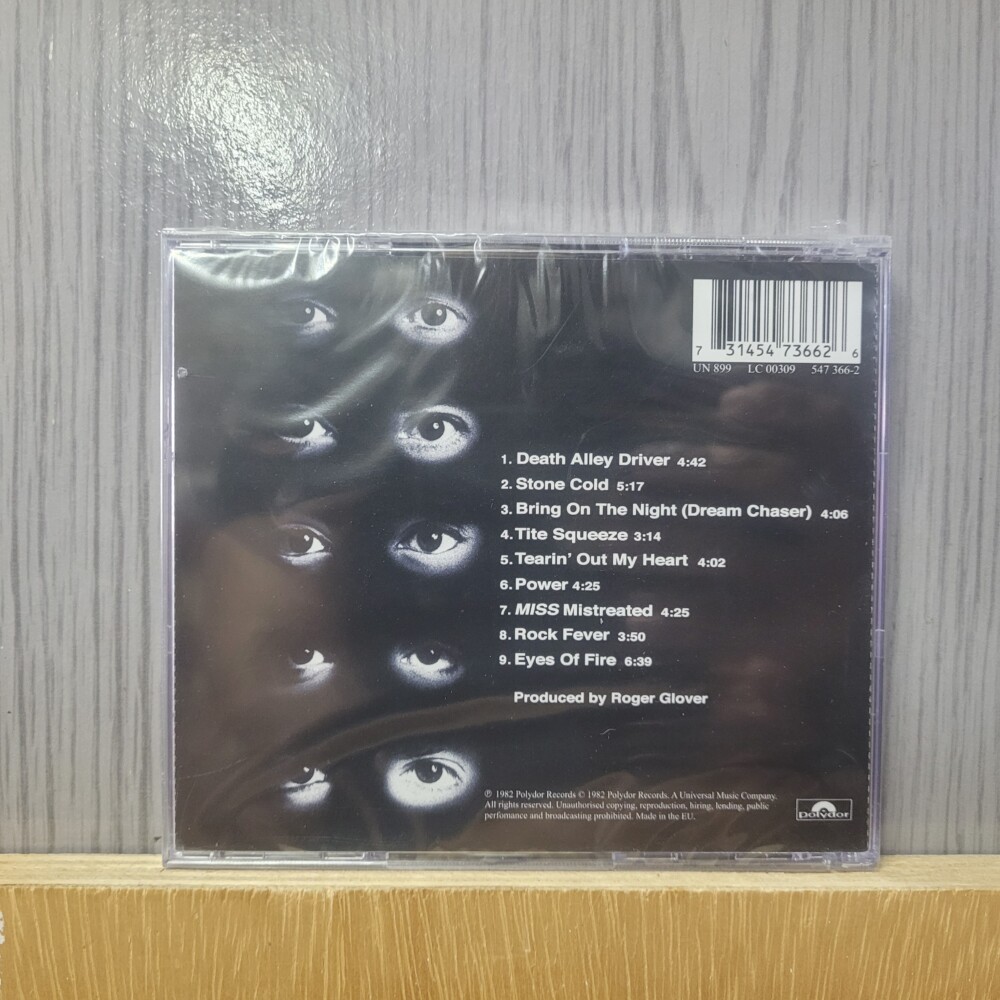 7 31454 73662 6
UN 899 LC 00309 547 366-2
1. Death Alley Driver 4:42
2. Stone Cold 5:17
3. Bring On The Night (Dream Chaser) 4:06
4. Tite Squeeze 3:14
5. Tearin' Out My Heart 4:02
6. Power 4:25
7. MISS Mistreated 4:25
8. Rock Fever 3:50
9. Eyes Of Fire 6:39
Produced by Roger Glover
℗ 1982 Polydor Records © 1982 Polydor Records. A Universal Music Company.
All rights reserved. Unauthorised copying, reproduction, hiring, lending, public
perfomance and broadcasting prohibited. Made in the EU.
Polydor